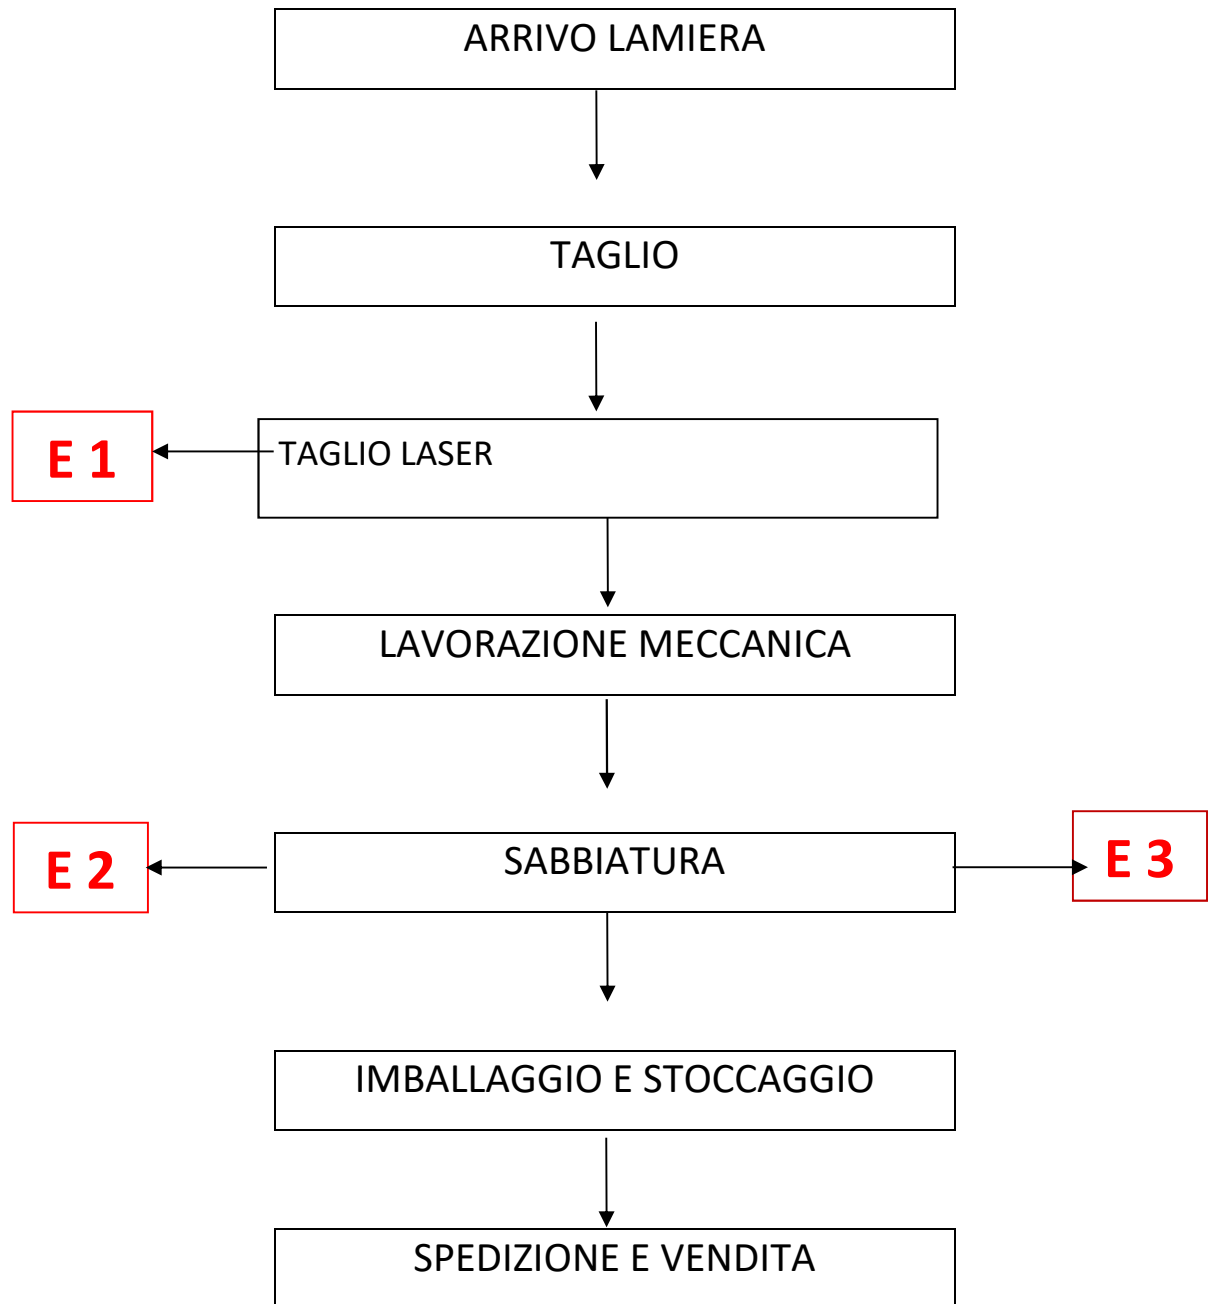 ARRIVO LAMIERA
TAGLIO
E 1
TAGLIO LASER
LAVORAZIONE MECCANICA
E 2
SABBIATURA
E 3
IMBALLAGGIO E STOCCAGGIO
SPEDIZIONE E VENDITA